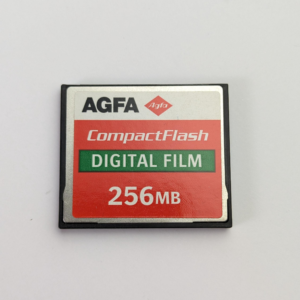 AGFA Agfa
CompactFlash
DIGITAL FILM
256MB